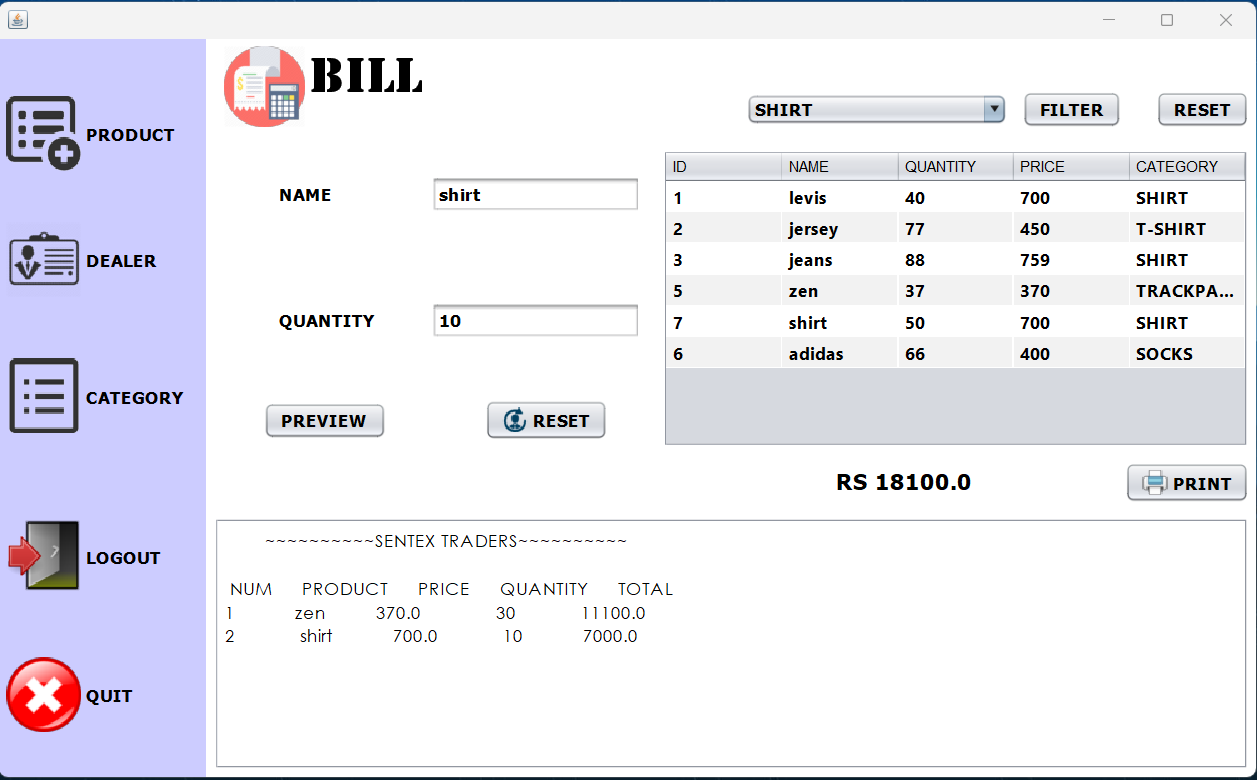 BILL
SHIRT FILTER RESET
PRODUCT
NAME shirt
DEALER
QUANTITY 10
CATEGORY
PREVIEW RESET
LOGOUT
QUIT
ID NAME QUANTITY PRICE CATEGORY
1 levis 40 700 SHIRT
2 jersey 77 450 T-SHIRT
3 jeans 88 759 SHIRT
5 zen 37 370 TRACKPA...
7 shirt 50 700 SHIRT
6 adidas 66 400 SOCKS
RS 18100.0 PRINT
~~~~~~~~~~SENTEX TRADERS~~~~~~~~~~
NUM PRODUCT PRICE QUANTITY TOTAL
1 zen 370.0 30 11100.0
2 shirt 700.0 10 7000.0